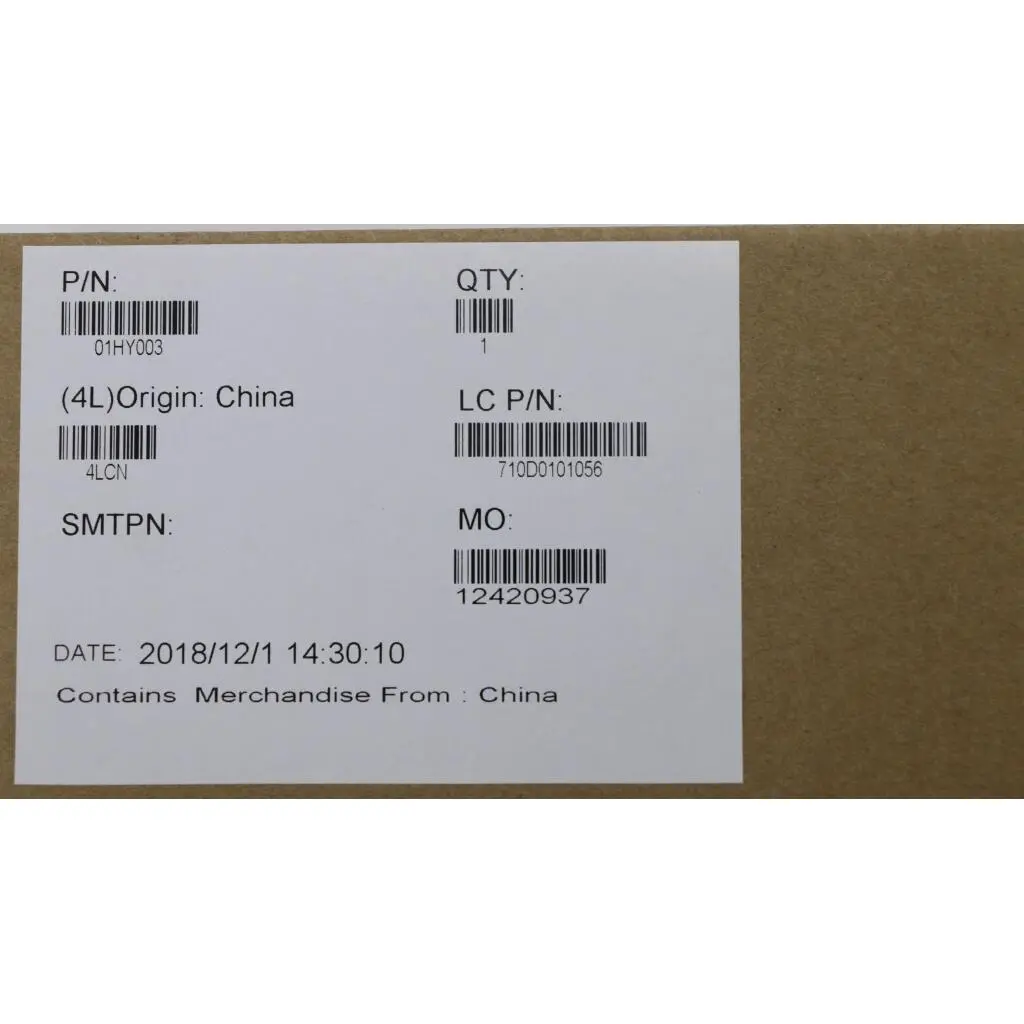 P/N:
01HY003
QTY:
1
(4L)Origin: China
4LCN
LC P/N:
710D0101056
SMTPN:
MO:
12420937
DATE: 2018/12/1 14:30:10
Contains Merchandise From : China